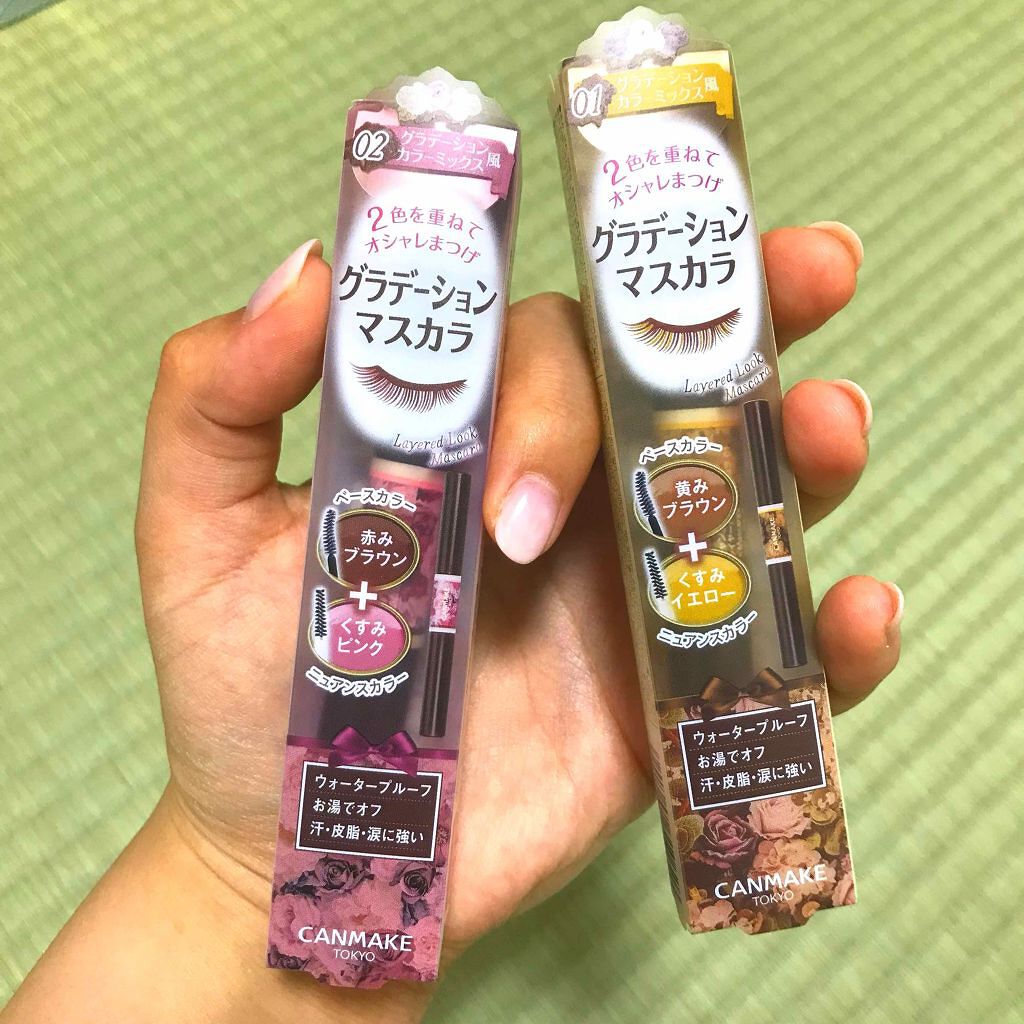 02
グラデーション風
カラーミックス
2色を重ねて
オシャレまつげ
グラデーション
マスカラ
Layered Look
Mascara
ベースカラー
赤み
ブラウン
+
くすみ
ピンク
ニュアンスカラー
ウォータープルーフ
お湯でオフ
汗・皮脂・涙に強い
CANMAKE
TOKYO
01
グラデーション風
カラーミックス
2色を重ねて
オシャレまつげ
グラデーション
マスカラ
Layered Look
Mascara
ベースカラー
黄み
ブラウン
+
くすみ
イエロー
ニュアンスカラー
CANMAKE
ウォータープルーフ
お湯でオフ
汗・皮脂・涙に強い
CANMAKE
TOKYO